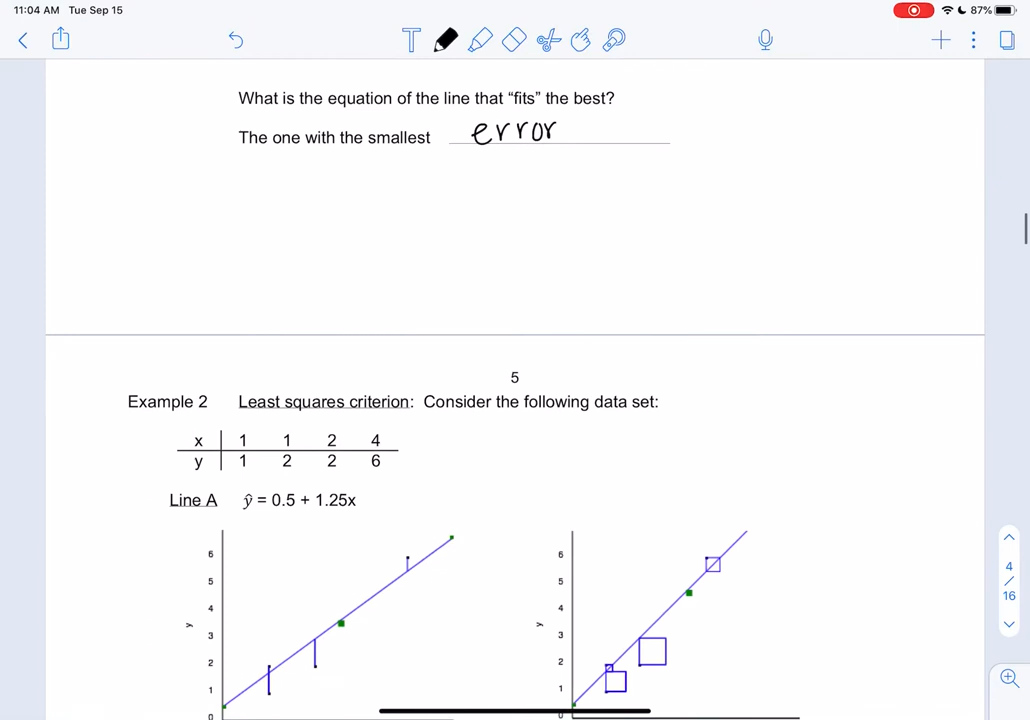 11:04 AM Tue Sep 15
87%
T
What is the equation of the line that “fits” the best?
The one with the smallest error
5
Example 2 Least squares criterion: Consider the following data set:
x 1 1 2 4
y 1 2 2 6
Line A ŷ = 0.5 + 1.25x
6
5
4
3
2
1
0
y
6
5
4
3
2
1
0
y
4
/
16